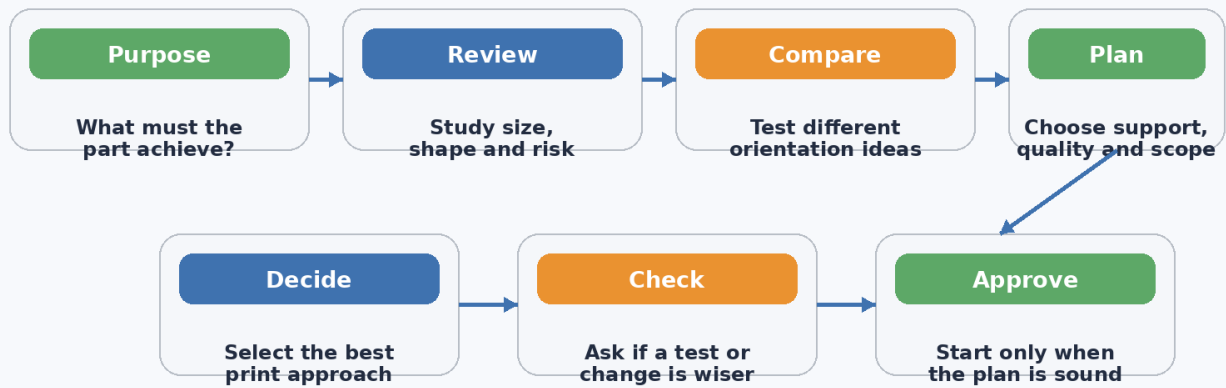 Purpose
What must the
part achieve?
Review
Study size,
shape and risk
Compare
Test different
orientation ideas
Plan
Choose support,
quality and scope
Decide
Select the best
print approach
Check
Ask if a test or
change is wiser
Approve
Start only when
the plan is sound